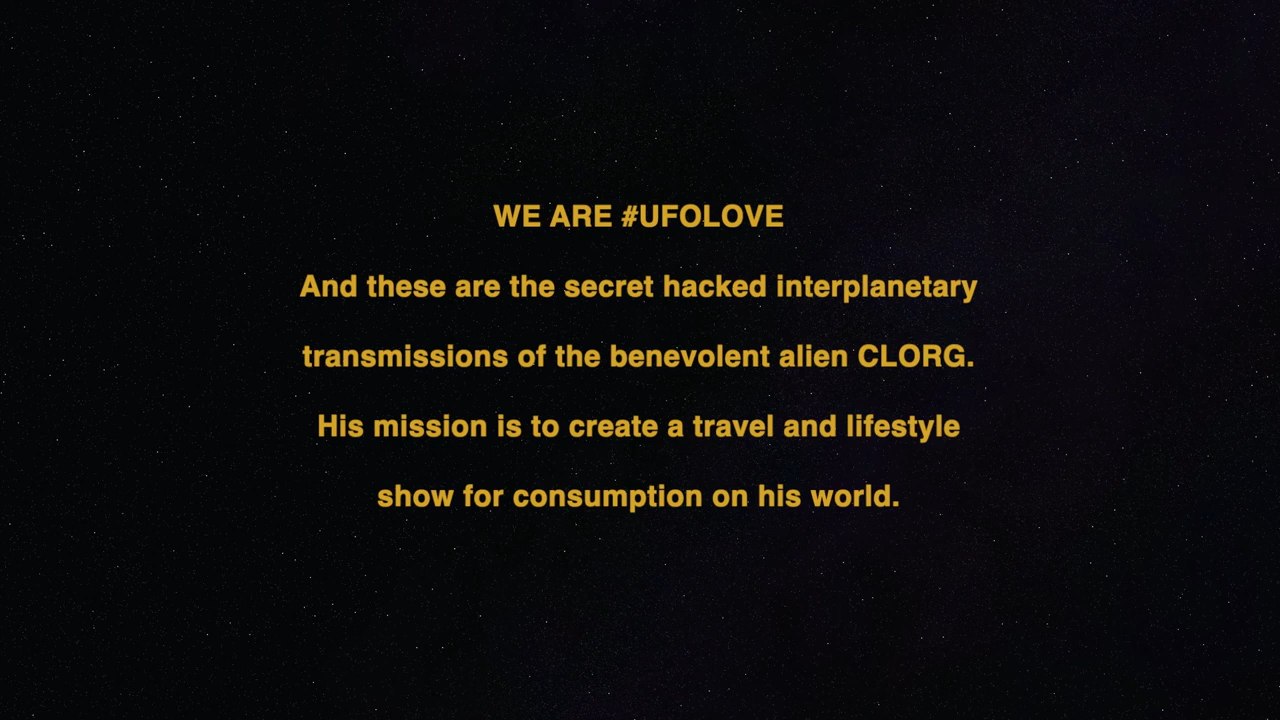 WE ARE #UFOLOVE
And these are the secret hacked interplanetary
transmissions of the benevolent alien CLORG.
His mission is to create a travel and lifestyle
show for consumption on his world.